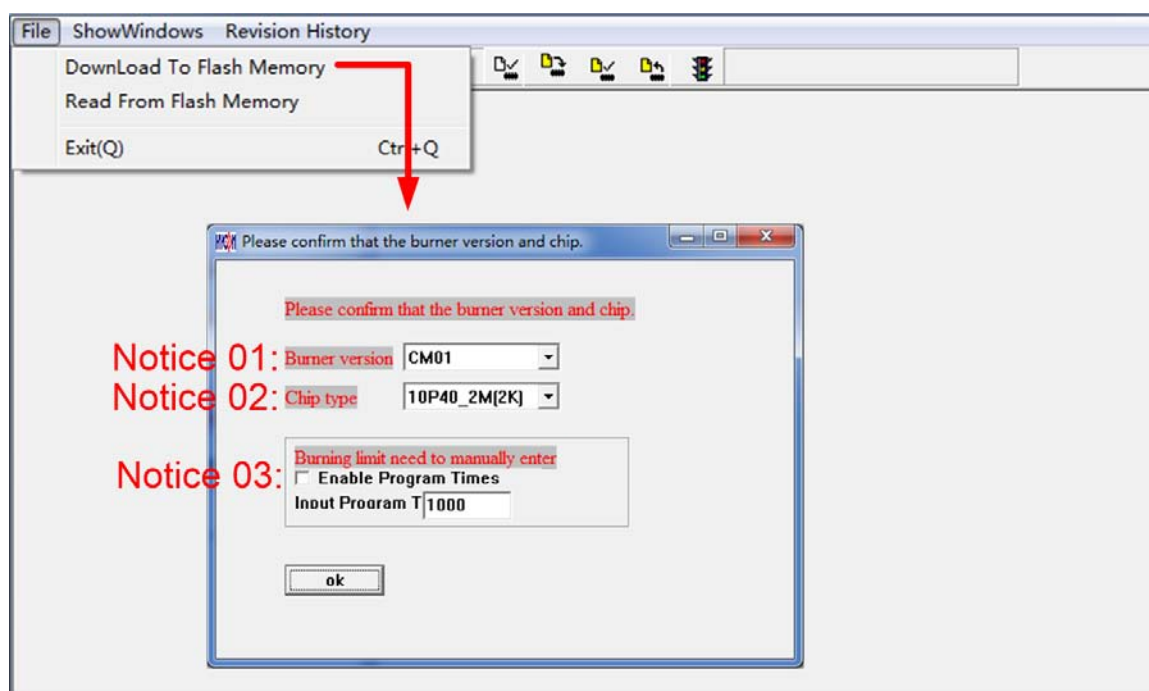 File ShowWindows Revision History
DownLoad To Flash Memory
Read From Flash Memory
Exit(Q) Ctrl+Q
Please confirm that the burner version and chip.
Please confirm that the burner version and chip.
Notice 01: Burner version CM01
Notice 02: Chip type 10P40_2M(2K)
Burning limit need to manually enter
Notice 03: Enable Program Times
Input Program T 1000
ok